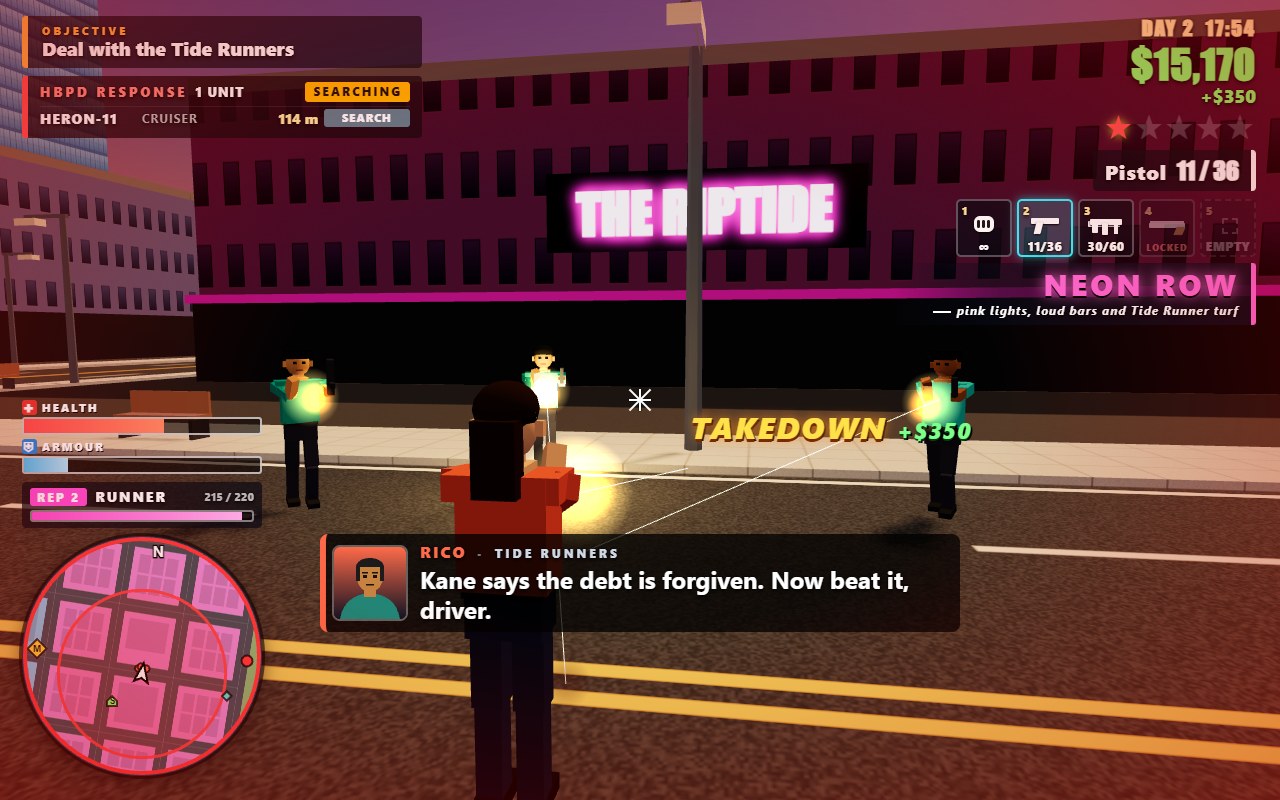 OBJECTIVE
Deal with the Tide Runners
HBPD RESPONSE 1 UNIT SEARCHING
HERON-11 CRUISER 114 m SEARCH
DAY 2 17:54
$15,170
+$350
Pistol 11/36
1 2 3 4 5
∞ 11/36 30/60 LOCKED EMPTY
NEON ROW
— pink lights, loud bars and Tide Runner turf
THE RIPTIDE
TAKEDOWN +$350
HEALTH
ARMOUR
REP 2 RUNNER 215 / 220
N
M
RICO - TIDE RUNNERS
Kane says the debt is forgiven. Now beat it,
driver.